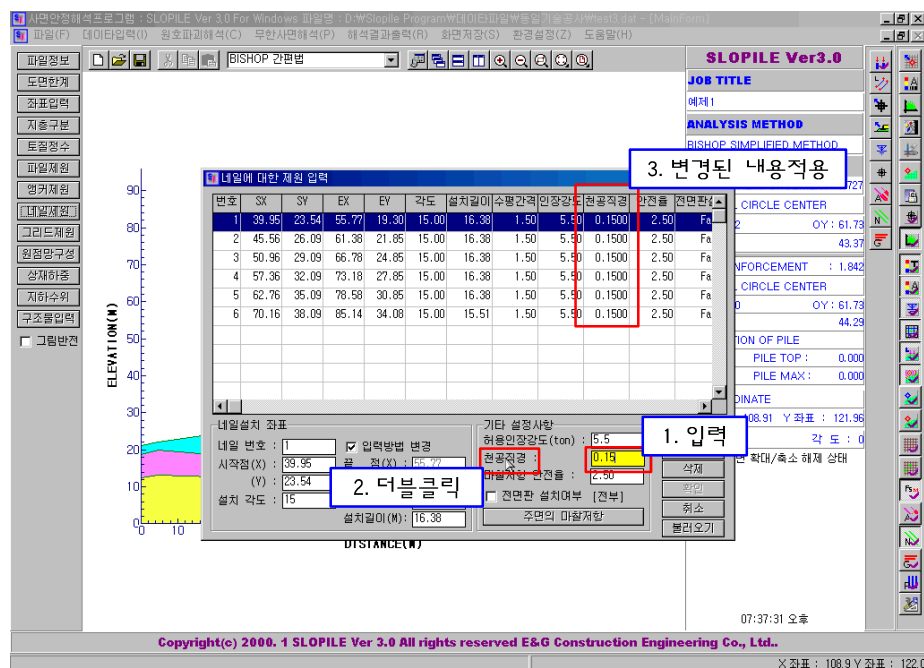 사면안정해석프로그램 : SLOPILE Ver 3.0 For Windows 파일명 : D:₩Slopile Program₩데이타파일₩동일기술공사₩test3.dat - [MainForm]
파일(F) 데이타입력(I) 원호파괴해석(C) 무한사면해석(P) 해석결과출력(R) 화면저장(S) 환경설정(Z) 도움말(H)
파일정보
도면한계
좌표입력
지층구분
토질정수
파일제원
앵커제원
네일제원
그리드제원
원점망구성
상재하중
지하수위
구조물입력
그림반전
BISHOP 간편법
SLOPILE Ver3.0
JOB TITLE
예제1
ANALYSIS METHOD
BISHOP SIMPLIFIED METHOD
3. 변경된 내용적용
727
CIRCLE CENTER
2 OY : 61.73
43.37
NFORCEMENT : 1.842
CIRCLE CENTER
0 OY : 61.73
44.29
TION OF PILE
PILE TOP : 0.000
PILE MAX : 0.000
DINATE
108.91 Y 좌표 : 121.96
각 도 : 0
확대/축소 해제 상태
07:37:31 오후
네일에 대한 제원 입력
번호 SX SY EX EY 각도 설치길이 수평간격 인장강도 천공직경 안전율 전면판
1 39.95 23.54 55.77 19.30 15.00 16.38 1.50 5.50 0.1500 2.50 Fa
2 45.56 26.09 61.38 21.85 15.00 16.38 1.50 5.50 0.1500 2.50 Fa
3 50.96 29.09 66.78 24.85 15.00 16.38 1.50 5.50 0.1500 2.50 Fa
4 57.36 32.09 73.18 27.85 15.00 16.38 1.50 5.50 0.1500 2.50 Fa
5 62.76 35.09 78.58 30.85 15.00 16.38 1.50 5.50 0.1500 2.50 Fa
6 70.16 38.09 85.14 34.08 15.00 15.51 1.50 5.50 0.1500 2.50 Fa
네일설치 좌표
네일 번호 : 1 입력방법 변경
시작점(X) : 39.95 끝 점(X) : 55.77
(Y) : 23.54
설치 각도 : 15
설치길이(M): 16.38
2. 더블클릭
기타 설정사항
허용인장강도(ton) : 5.5
천공직경 : 0.15
마찰저항 안전율 : 2.50
전면판 설치여부 [전부]
주면의 마찰저항
1. 입력
삭제
확인
취소
불러오기
ELEVATION(M)
90
80
70
60
50
40
30
20
10
0
0 10
DISTANCE(M)
Copyright(c) 2000. 1 SLOPILE Ver 3.0 All rights reserved E&G Construction Engineering Co., Ltd..
X 좌표 : 108.9 Y 좌표 : 122.0